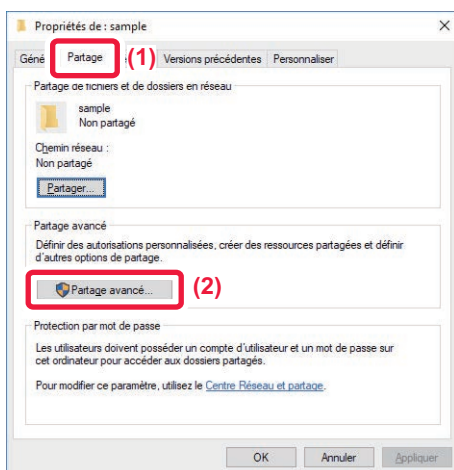 Propriétés de : sample
Géné Partage (1) Versions précédentes Personnaliser
Partage de fichiers et de dossiers en réseau
sample
Non partagé
Chemin réseau :
Non partagé
Partager...
Partage avancé
Définir des autorisations personnalisées, créer des ressources partagées et définir
d'autres options de partage.
Partage avancé... (2)
Protection par mot de passe
Les utilisateurs doivent posséder un compte d'utilisateur et un mot de passe sur
cet ordinateur pour accéder aux dossiers partagés.
Pour modifier ce paramètre, utilisez le Centre Réseau et partage.
OK Annuler Appliquer